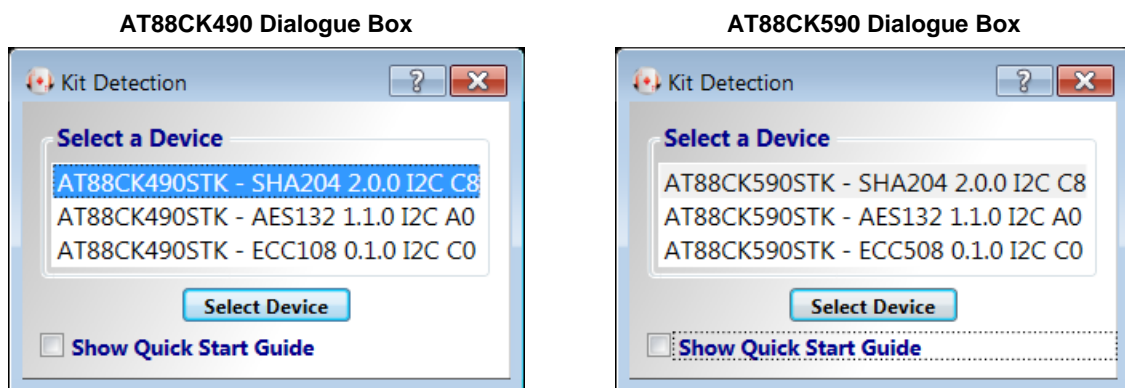 AT88CK490 Dialogue Box
Kit Detection
?
Select a Device
AT88CK490STK - SHA204 2.0.0 I2C C8
AT88CK490STK - AES132 1.1.0 I2C A0
AT88CK490STK - ECC108 0.1.0 I2C C0
Select Device
Show Quick Start Guide
AT88CK590 Dialogue Box
Kit Detection
?
Select a Device
AT88CK590STK - SHA204 2.0.0 I2C C8
AT88CK590STK - AES132 1.1.0 I2C A0
AT88CK590STK - ECC508 0.1.0 I2C C0
Select Device
Show Quick Start Guide